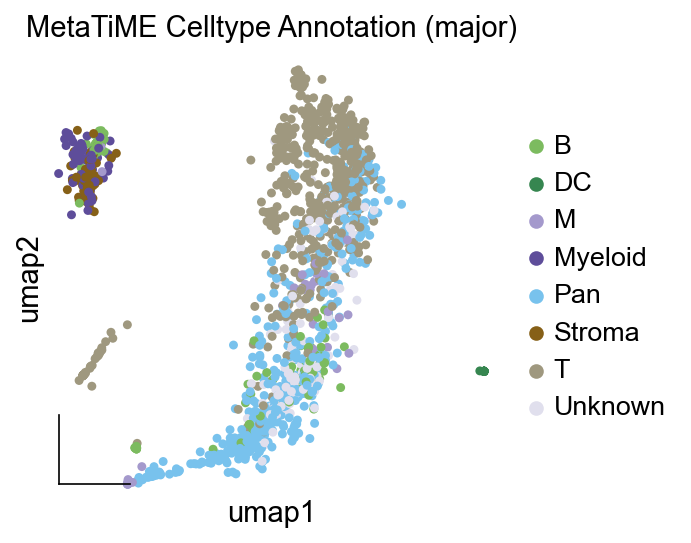 MetaTiME Celltype Annotation (major)
B
DC
M
Myeloid
Pan
Stroma
T
Unknown
umap2
umap1